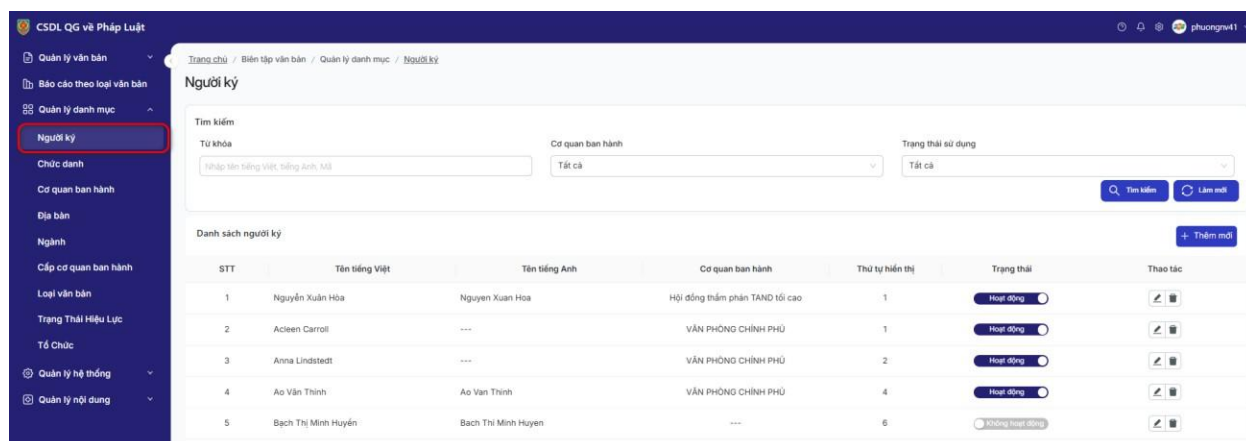 CSDL QG về Pháp Luật
phuongnv41
Quản lý văn bản
Báo cáo theo loại văn bản
Quản lý danh mục
Người ký
Chức danh
Cơ quan ban hành
Địa bàn
Ngành
Cấp cơ quan ban hành
Loại văn bản
Trạng Thái Hiệu Lực
Tổ Chức
Quản lý hệ thống
Quản lý nội dung
Trang chủ / Biên tập văn bản / Quản lý danh mục / Người ký
Người ký
Tìm kiếm
Từ khóa Cơ quan ban hành Trạng thái sử dụng
Nhập tên tiếng Việt, tiếng Anh, Mã Tất cả Tất cả
Tìm kiếm Làm mới
Danh sách người ký + Thêm mới
STT Tên tiếng Việt Tên tiếng Anh Cơ quan ban hành Thứ tự hiển thị Trạng thái Thao tác
1 Nguyễn Xuân Hòa Nguyen Xuan Hoa Hội đồng thẩm phán TAND tối cao 1 Hoạt động
2 Acleen Carroll --- VĂN PHÒNG CHÍNH PHỦ 1 Hoạt động
3 Anna Lindstedt --- VĂN PHÒNG CHÍNH PHỦ 2 Hoạt động
4 Ao Văn Thinh Ao Van Thinh VĂN PHÒNG CHÍNH PHỦ 4 Hoạt động
5 Bạch Thị Minh Huyền Bach Thi Minh Huyen --- 6 Không hoạt động